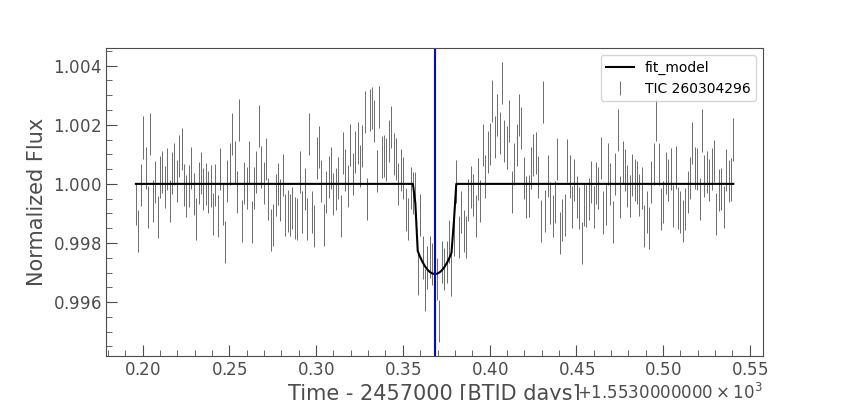 1.004
1.002
1.000
0.998
0.996
Normalized Flux
fit_model
TIC 260304296
0.20 0.25 0.30 0.35 0.40 0.45 0.50 0.55
Time - 2457000 [BTJD days]
+1.5530000000 × 10³